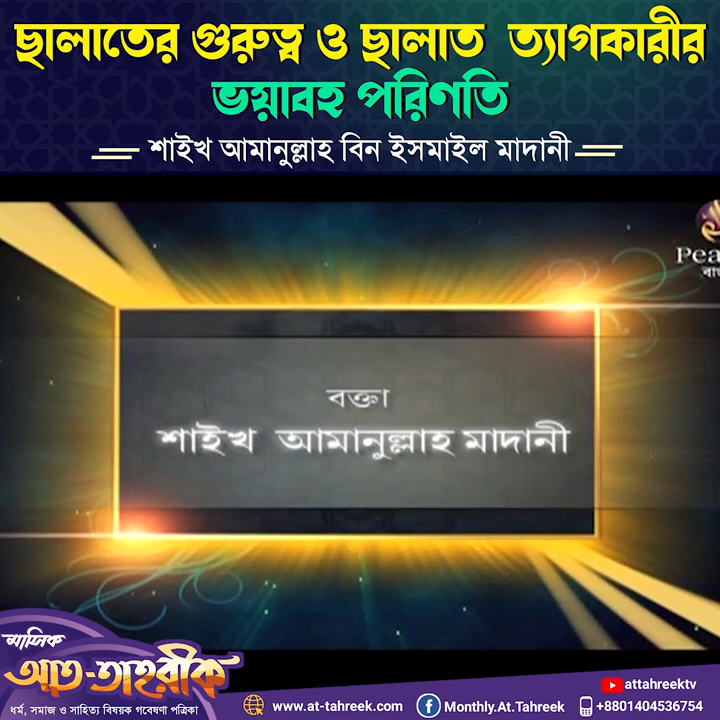 ছালাতের গুরুত্ব ও ছালাত ত্যাগকারীর
ভয়াবহ পরিণতি
শাইখ আমানুল্লাহ বিন ইসমাইল মাদানী
Pea
বক্তা
শাইখ আমানুল্লাহ মাদানী
মাসিক
আত-তাহরীক
ধর্ম, সমাজ ও সাহিত্য বিষয়ক গবেষণা পত্রিকা
www.at-tahreek.com
Monthly.At.Tahreek
attahreektv
+8801404536754